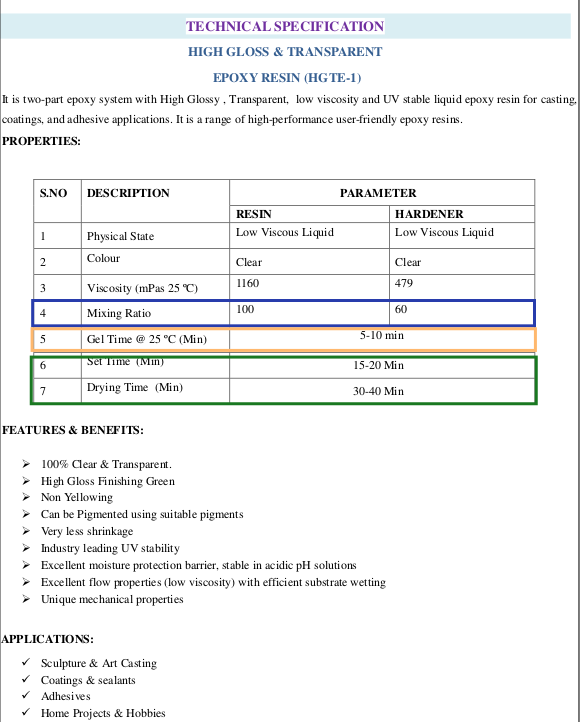 TECHNICAL SPECIFICATION
HIGH GLOSS & TRANSPARENT
EPOXY RESIN (HGTE-1)
It is two-part epoxy system with High Glossy , Transparent, low viscosity and UV stable liquid epoxy resin for casting,
coatings, and adhesive applications. It is a range of high-performance user-friendly epoxy resins.
PROPERTIES:
S.NO DESCRIPTION PARAMETER
RESIN HARDENER
1 Physical State Low Viscous Liquid Low Viscous Liquid
2 Colour Clear Clear
3 Viscosity (mPas 25 ºC) 1160 479
4 Mixing Ratio 100 60
5 Gel Time @ 25 ºC (Min) 5-10 min
6 Set Time (Min) 15-20 Min
7 Drying Time (Min) 30-40 Min
FEATURES & BENEFITS:
➢ 100% Clear & Transparent.
➢ High Gloss Finishing Green
➢ Non Yellowing
➢ Can be Pigmented using suitable pigments
➢ Very less shrinkage
➢ Industry leading UV stability
➢ Excellent moisture protection barrier, stable in acidic pH solutions
➢ Excellent flow properties (low viscosity) with efficient substrate wetting
➢ Unique mechanical properties
APPLICATIONS:
✓ Sculpture & Art Casting
✓ Coatings & sealants
✓ Adhesives
✓ Home Projects & Hobbies